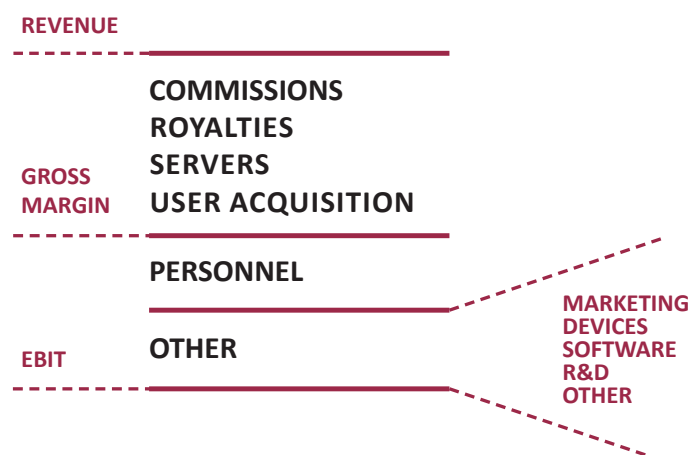 REVENUE
COMMISSIONS
ROYALTIES
SERVERS
USER ACQUISITION
GROSS
MARGIN
PERSONNEL
OTHER
EBIT
MARKETING
DEVICES
SOFTWARE
R&D
OTHER